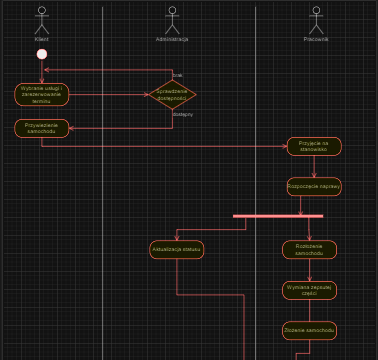 Klient
Administracja
Pracownik
brak
Wybranie usługi i
zarezerwowanie
terminu
Sprawdzenie
dostępności
dostępny
Przywiezienie
samochodu
Przyjęcie na
stanowisko
Rozpoczęcie naprawy
Aktualizacja statusu
Rozłożenie
samochodu
Wymiana zepsutej
części
Złożenie samochodu